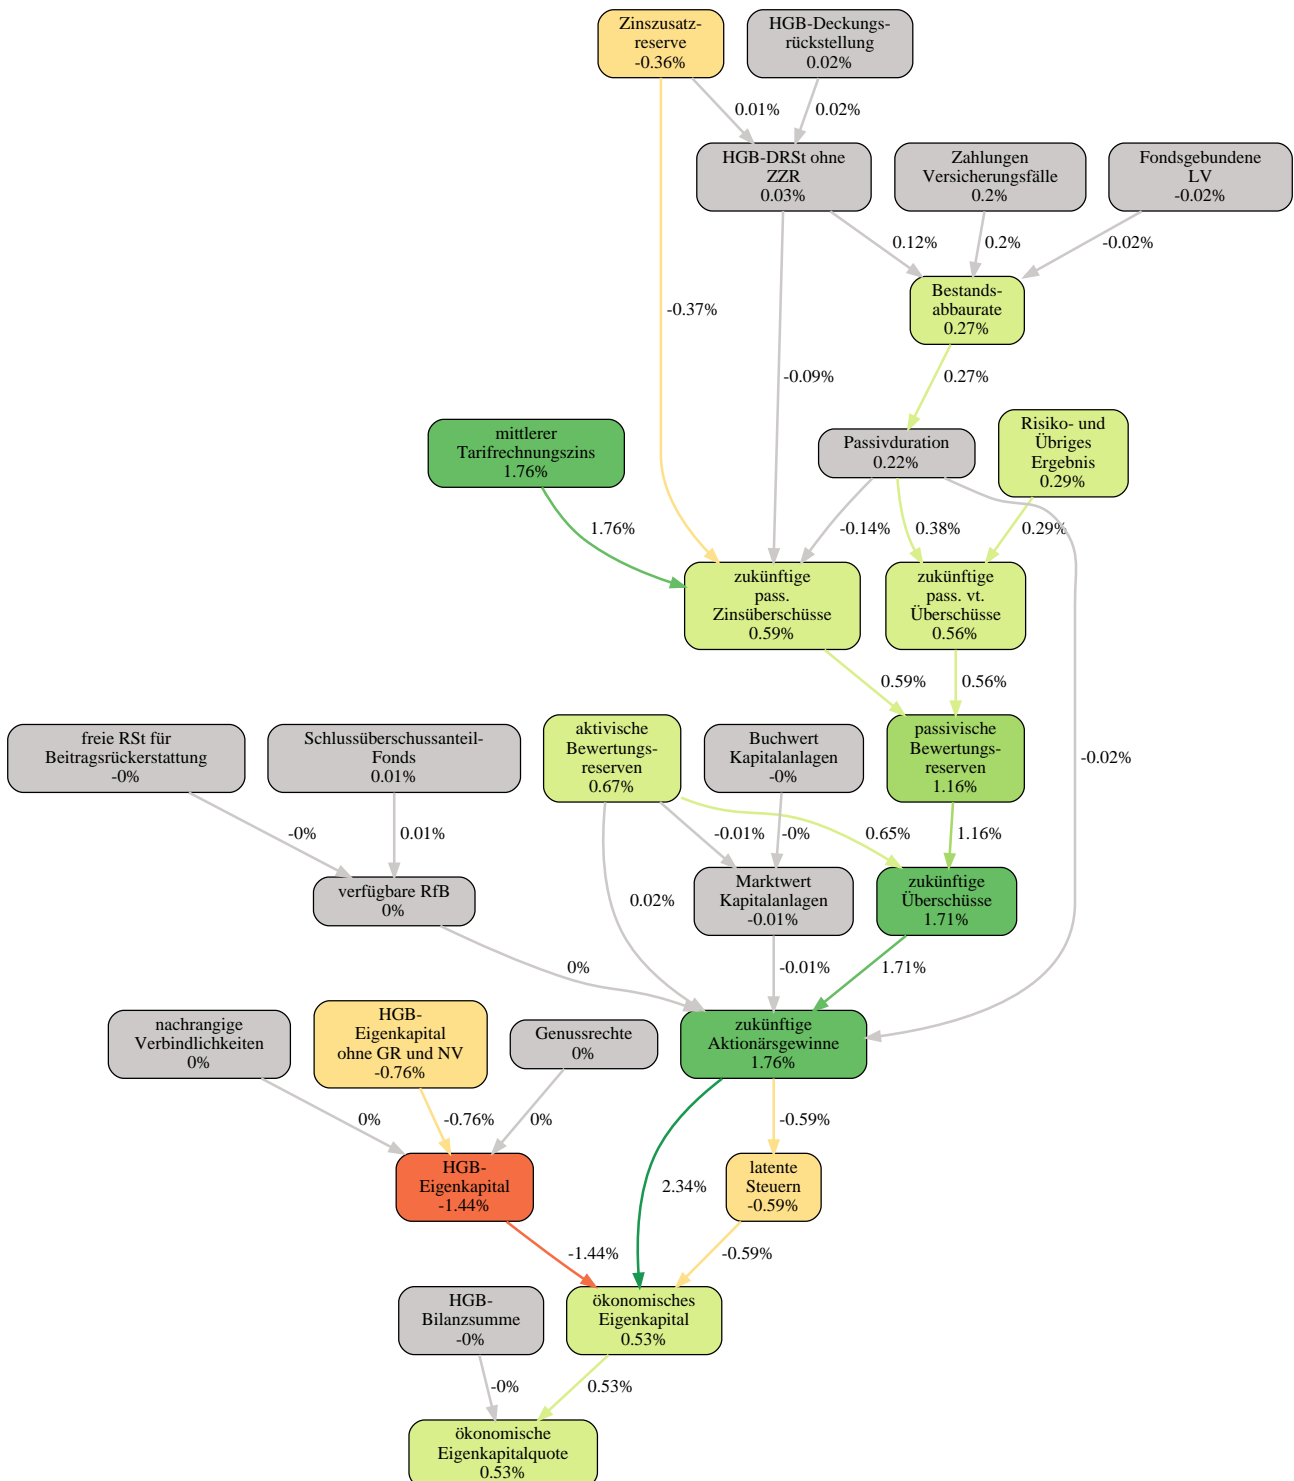 Zinszusatz-
reserve
-0.36%
HGB-Deckungs-
rückstellung
0.02%
0.01%
0.02%
HGB-DRSt ohne
ZZR
0.03%
Zahlungen
Versicherungsfälle
0.2%
Fondsgebundene
LV
-0.02%
0.12%
0.2%
-0.02%
Bestands-
abbaurate
0.27%
-0.37%
-0.09%
0.27%
mittlerer
Tarifrechnungszins
1.76%
Passivduration
0.22%
Risiko- und
Übriges
Ergebnis
0.29%
1.76%
-0.14%
0.38%
0.29%
zukünftige
pass.
Zinsüberschüsse
0.59%
zukünftige
pass. vt.
Überschüsse
0.56%
0.59%
0.56%
freie RSt für
Beitragsrückerstattung
-0%
Schlussüberschussanteil-
Fonds
0.01%
aktivische
Bewertungs-
reserven
0.67%
Buchwert
Kapitalanlagen
-0%
passivische
Bewertungs-
reserven
1.16%
-0.02%
-0%
0.01%
-0.01%
-0%
0.65%
1.16%
verfügbare RfB
0%
0.02%
Marktwert
Kapitalanlagen
-0.01%
zukünftige
Überschüsse
1.71%
0%
-0.01%
1.71%
nachrangige
Verbindlichkeiten
0%
HGB-
Eigenkapital
ohne GR und NV
-0.76%
Genussrechte
0%
zukünftige
Aktionärsgewinne
1.76%
0%
-0.76%
0%
-0.59%
HGB-
Eigenkapital
-1.44%
2.34%
latente
Steuern
-0.59%
-1.44%
-0.59%
HGB-
Bilanzsumme
-0%
ökonomisches
Eigenkapital
0.53%
-0%
0.53%
ökonomische
Eigenkapitalquote
0.53%